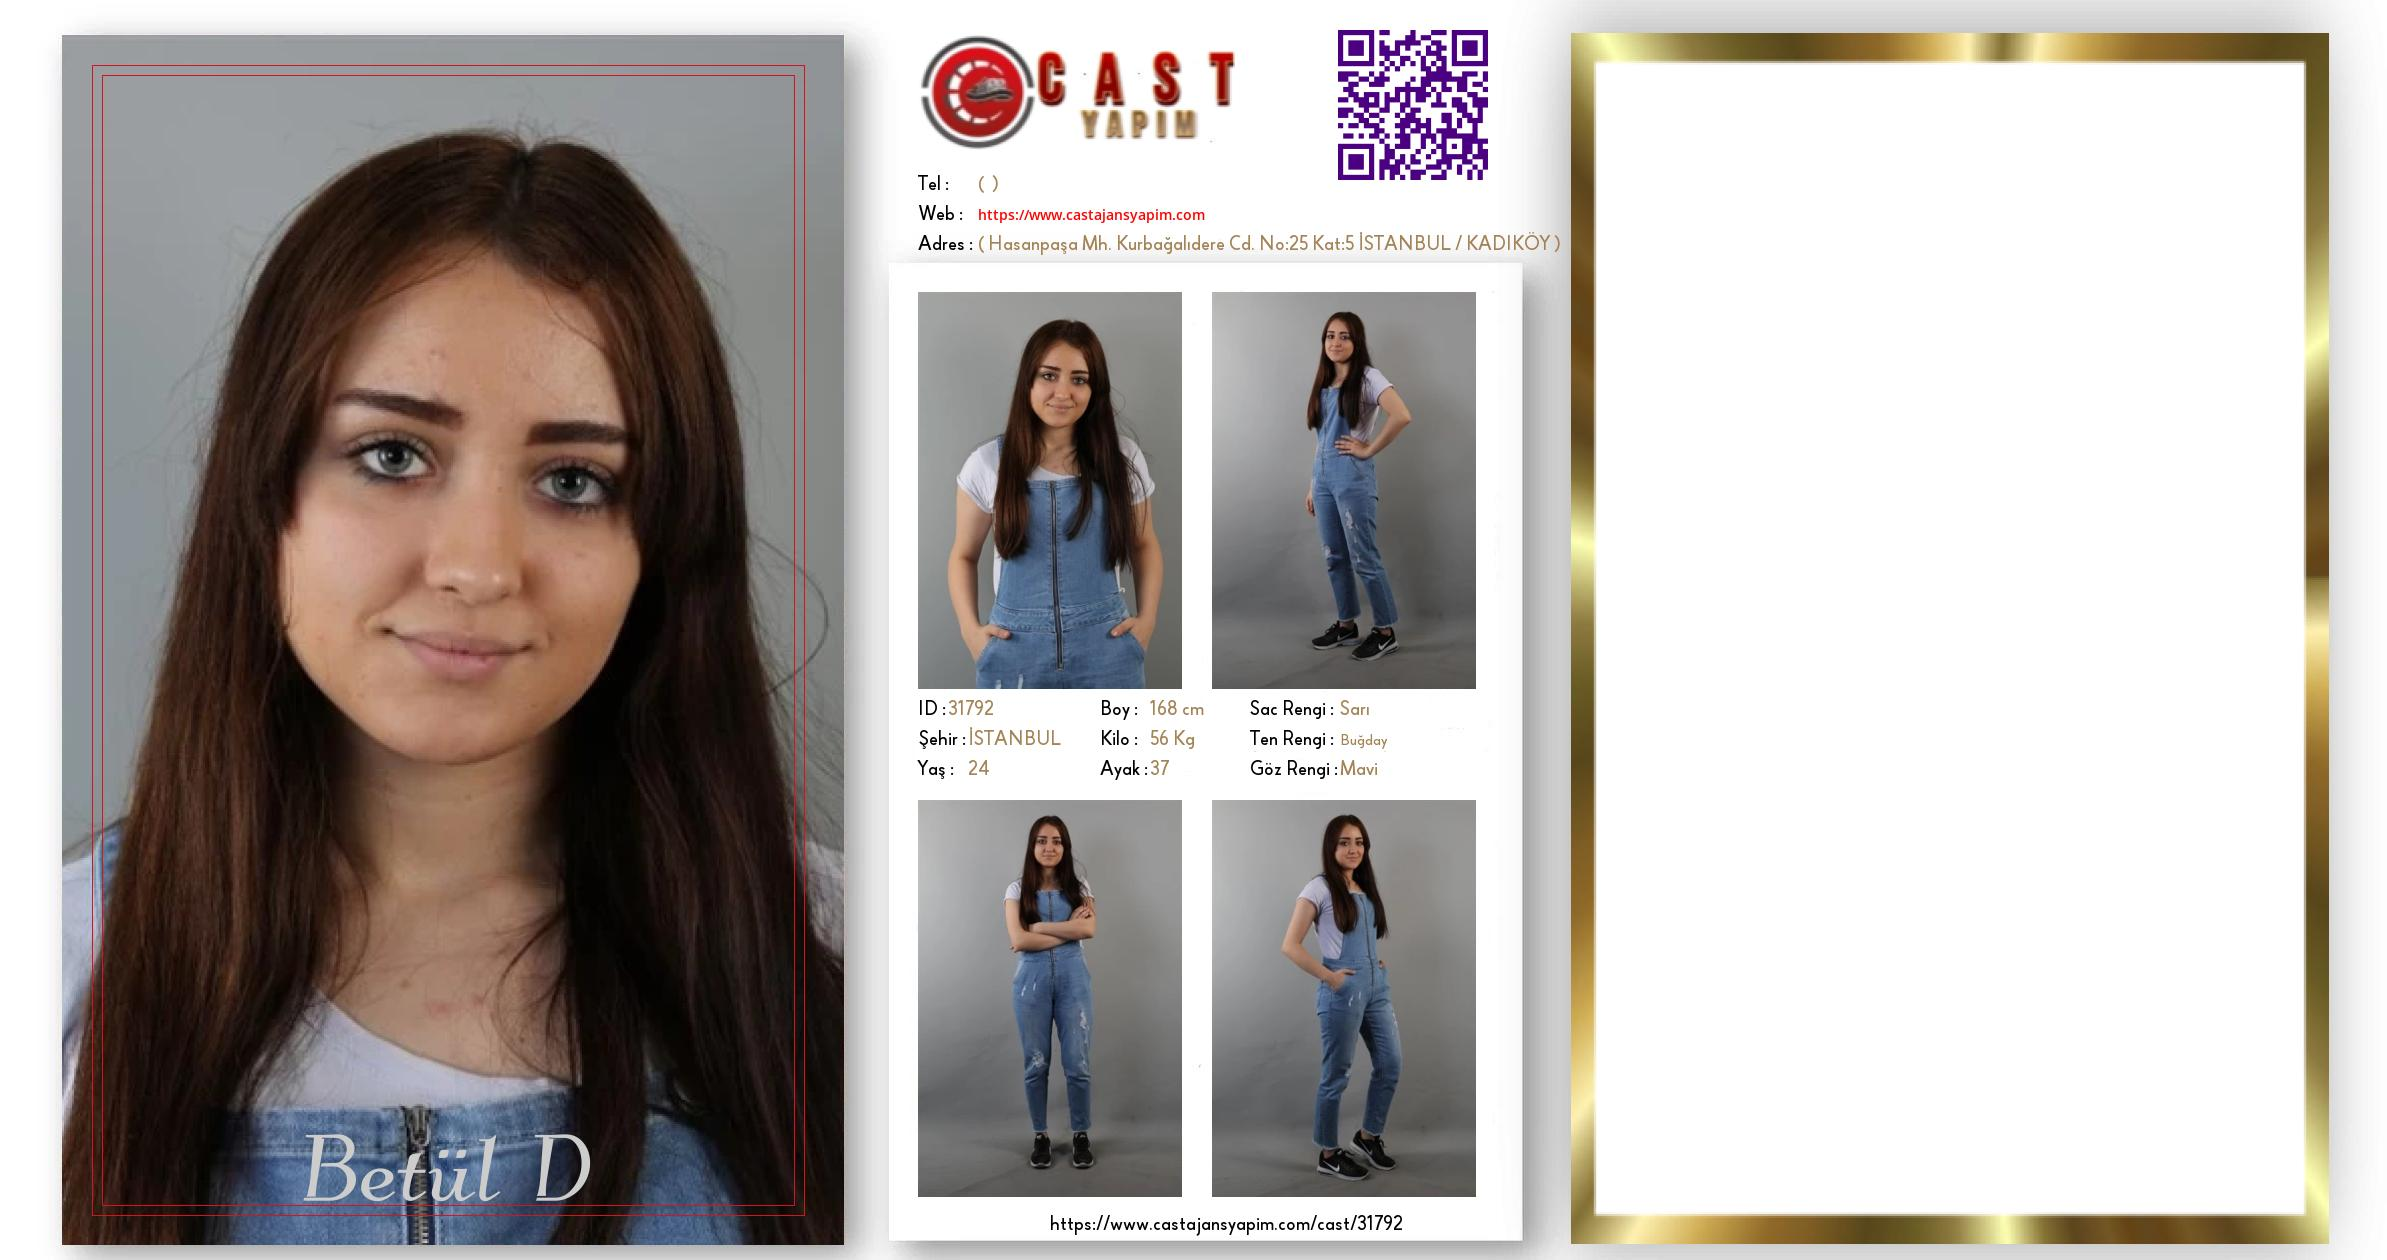 Betül D
CAST
YAPIM
Tel : ( )
Web : https://www.castajansyapim.com
Adres : ( Hasanpaşa Mh. Kurbağalıdere Cd. No:25 Kat:5 İSTANBUL / KADIKÖY )
ID : 31792 Boy : 168 cm Sac Rengi : Sarı
Şehir : İSTANBUL Kilo : 56 Kg Ten Rengi : Buğday
Yaş : 24 Ayak : 37 Göz Rengi : Mavi
https://www.castajansyapim.com/cast/31792